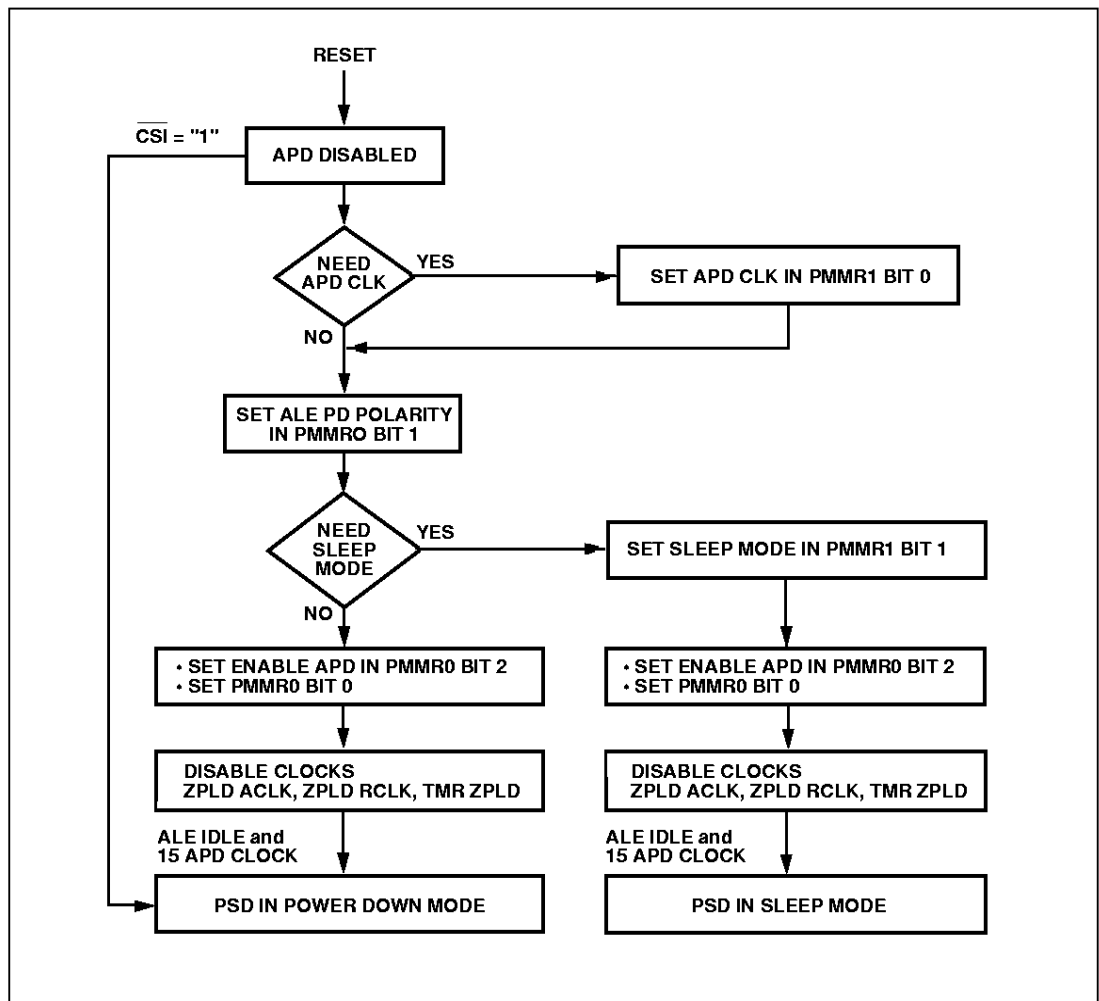 RESET
CSI = "1"
APD DISABLED
NEED
APD CLK
YES
SET APD CLK IN PMMR1 BIT 0
NO
SET ALE PD POLARITY
IN PMMRO BIT 1
NEED
SLEEP
MODE
YES
SET SLEEP MODE IN PMMR1 BIT 1
NO
• SET ENABLE APD IN PMMR0 BIT 2
• SET PMMR0 BIT 0
• SET ENABLE APD IN PMMR0 BIT 2
• SET PMMR0 BIT 0
DISABLE CLOCKS
ZPLD ACLK, ZPLD RCLK, TMR ZPLD
DISABLE CLOCKS
ZPLD ACLK, ZPLD RCLK, TMR ZPLD
ALE IDLE and
15 APD CLOCK
ALE IDLE and
15 APD CLOCK
PSD IN POWER DOWN MODE
PSD IN SLEEP MODE